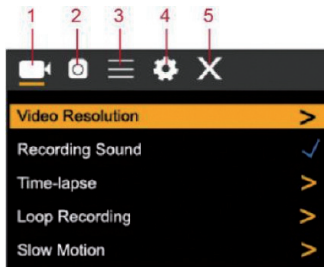 1 2 3 4 5
Video Resolution >
Recording Sound
Time-lapse >
Loop Recording >
Slow Motion >